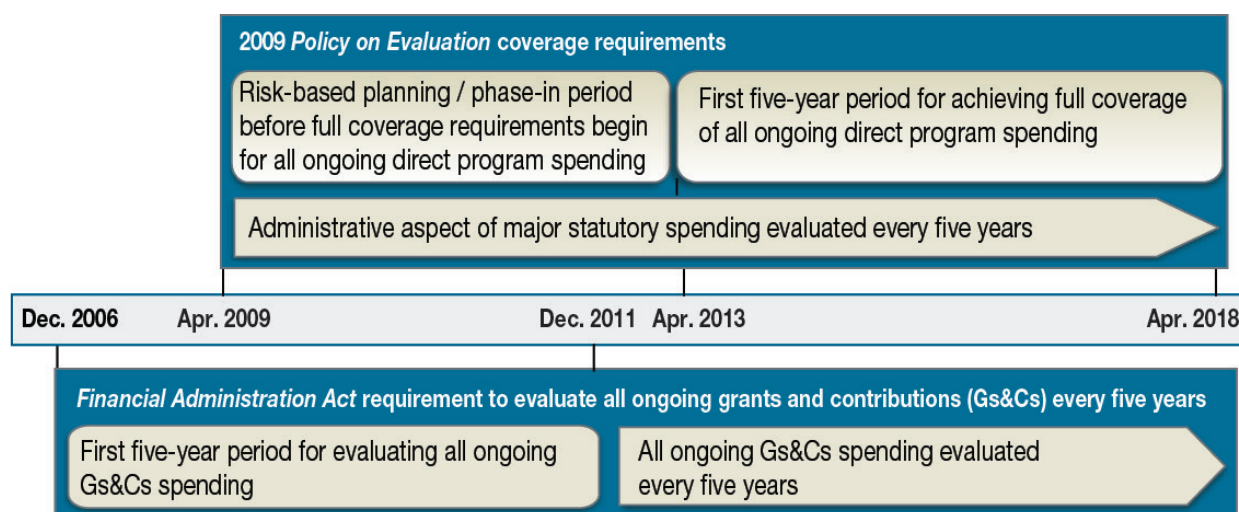 2009 Policy on Evaluation coverage requirements
Risk-based planning / phase-in period
before full coverage requirements begin
for all ongoing direct program spending
First five-year period for achieving full coverage
of all ongoing direct program spending
Administrative aspect of major statutory spending evaluated every five years
Dec. 2006 Apr. 2009 Dec. 2011 Apr. 2013 Apr. 2018
Financial Administration Act requirement to evaluate all ongoing grants and contributions (Gs&Cs) every five years
First five-year period for evaluating all ongoing
Gs&Cs spending
All ongoing Gs&Cs spending evaluated
every five years